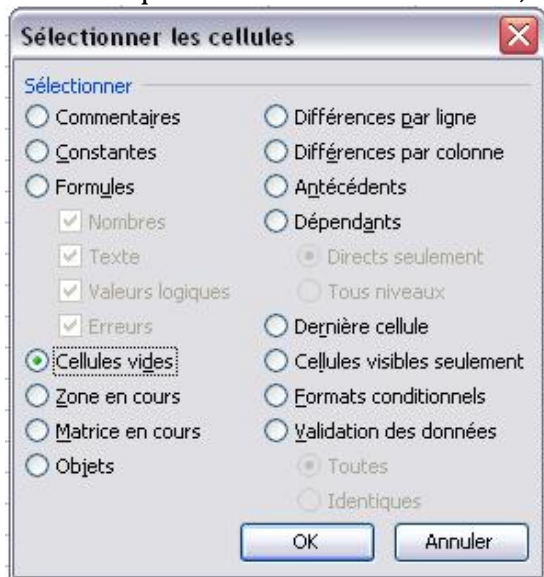 Sélectionner les cellules
Sélectionner
Commentaires
Constantes
Formules
Nombres
Texte
Valeurs logiques
Erreurs
Cellules vides
Zone en cours
Matrice en cours
Objets
Différences par ligne
Différences par colonne
Antécédents
Dépendants
Directs seulement
Tous niveaux
Dernière cellule
Cellules visibles seulement
Formats conditionnels
Validation des données
Toutes
Identiques
OK
Annuler